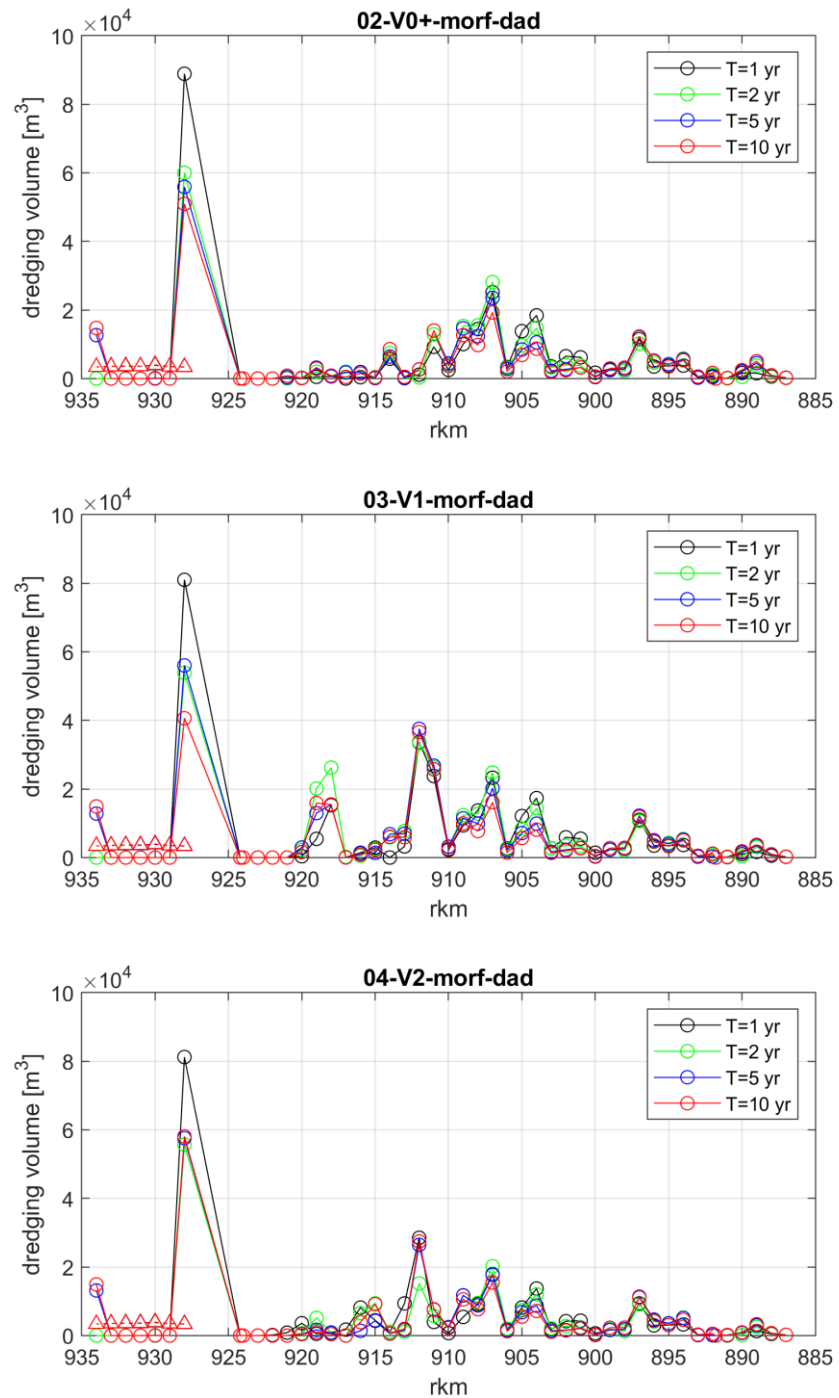 02-V0+-morf-dad
×10⁴
10
8
6
4
2
0
dredging volume [m³]
935 930 925 920 915 910 905 900 895 890 885
rkm
T=1 yr
T=2 yr
T=5 yr
T=10 yr
03-V1-morf-dad
×10⁴
10
8
6
4
2
0
dredging volume [m³]
935 930 925 920 915 910 905 900 895 890 885
rkm
T=1 yr
T=2 yr
T=5 yr
T=10 yr
04-V2-morf-dad
×10⁴
10
8
6
4
2
0
dredging volume [m³]
935 930 925 920 915 910 905 900 895 890 885
rkm
T=1 yr
T=2 yr
T=5 yr
T=10 yr